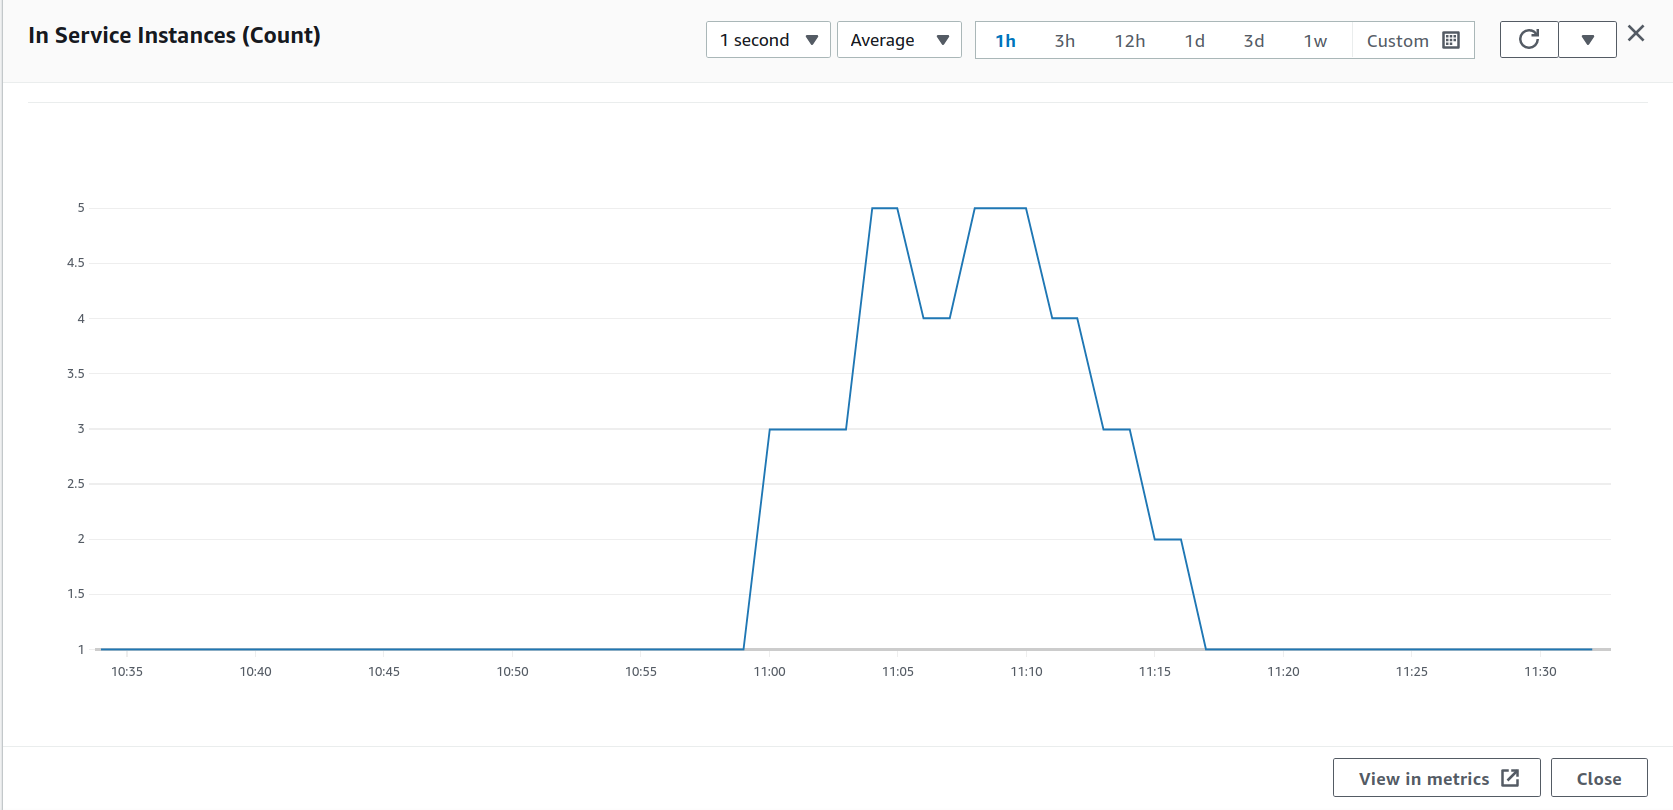 In Service Instances (Count)
1 second
Average
1h 3h 12h 1d 3d 1w Custom
5
4.5
4
3.5
3
2.5
2
1.5
1
10:35 10:40 10:45 10:50 10:55 11:00 11:05 11:10 11:15 11:20 11:25 11:30
View in metrics
Close